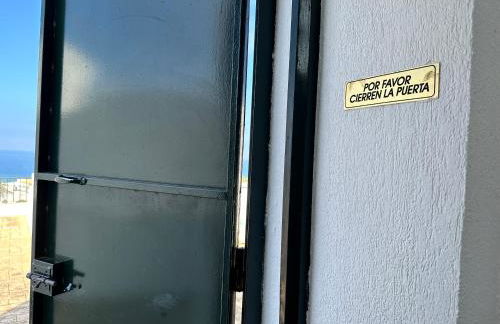 POR FAVOR
CIERREN LA PUERTA